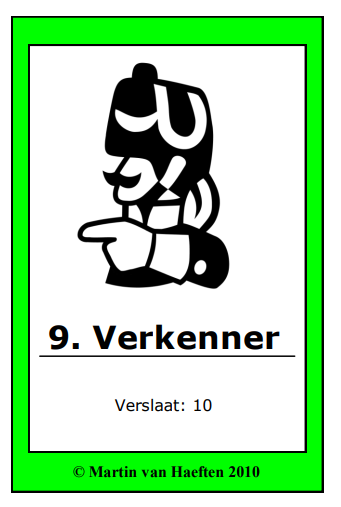 9. Verkenner
Verslaat: 10
© Martin van Haeften 2010